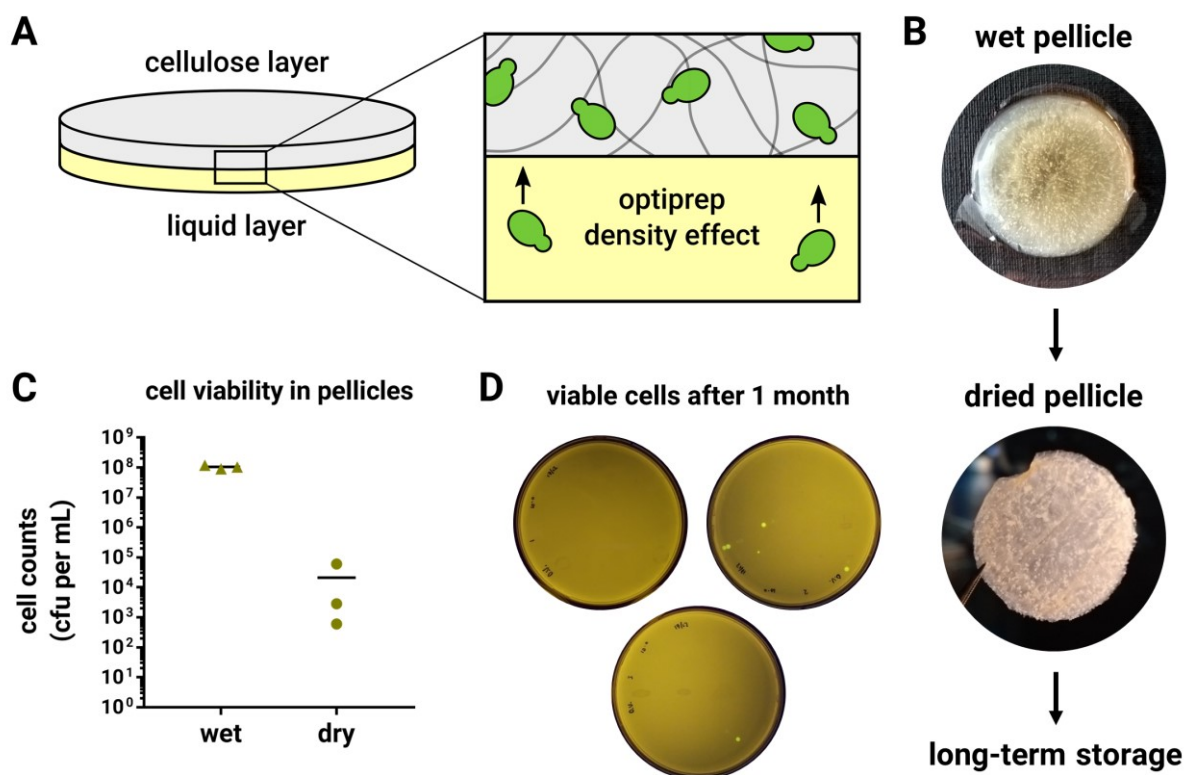 A
cellulose layer
liquid layer
optiprep
density effect
B
wet pellicle
dried pellicle
long-term storage
C
cell viability in pellicles
cell counts
(cfu per mL)
10⁹
10⁸
10⁷
10⁶
10⁵
10⁴
10³
10²
10¹
10⁰
wet
dry
D
viable cells after 1 month